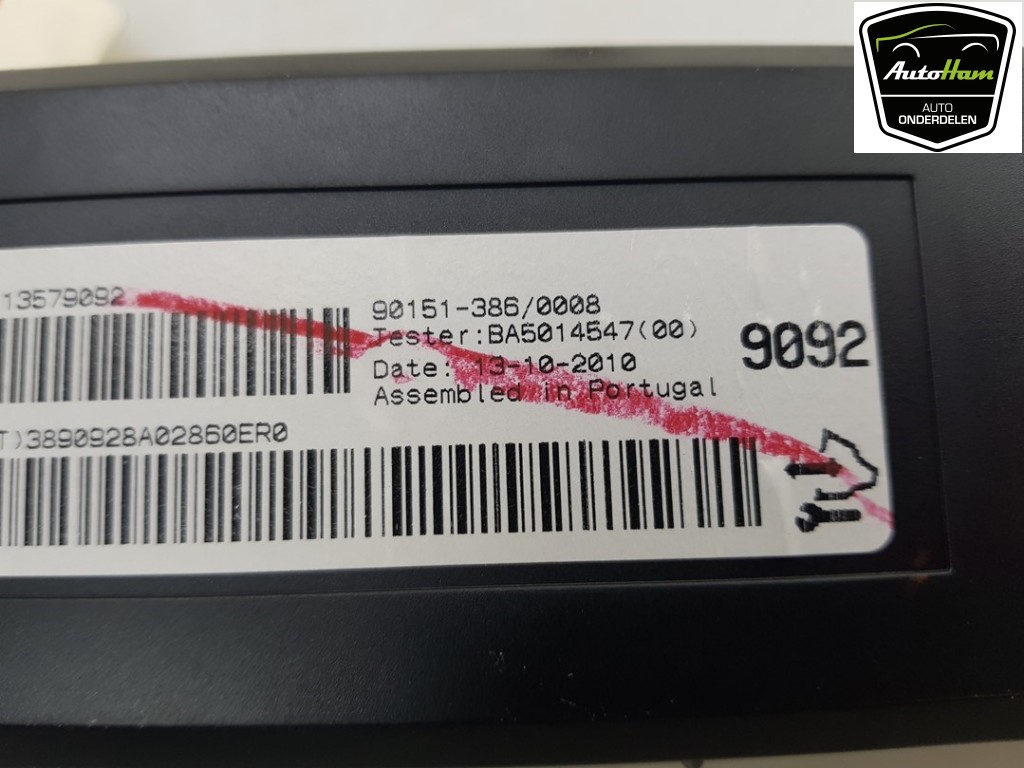 AutoHam
AUTO
ONDERDELEN
13579092
90151-386/0008
Tester:BA5014547(00)
Date: 13-10-2010
Assembled in Portugal
9092
T)3890928A02860ER0